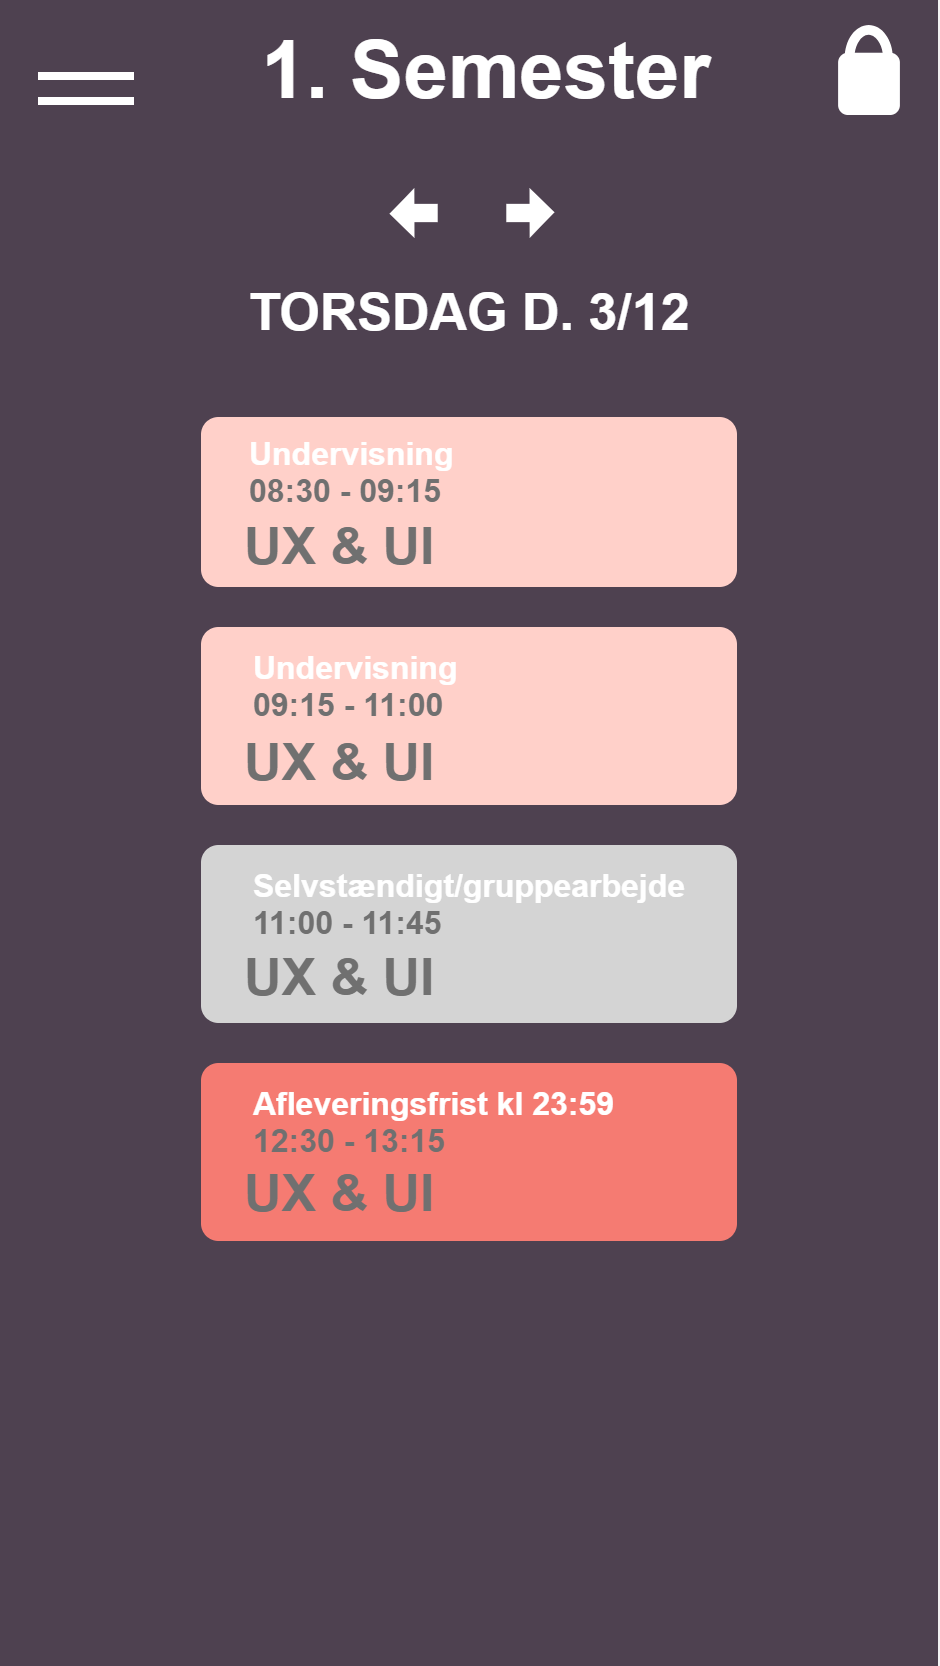 1. Semester
TORSDAG D. 3/12
Undervisning
08:30 - 09:15
UX & UI
Undervisning
09:15 - 11:00
UX & UI
Selvstændigt/gruppearbejde
11:00 - 11:45
UX & UI
Afleveringsfrist kl 23:59
12:30 - 13:15
UX & UI